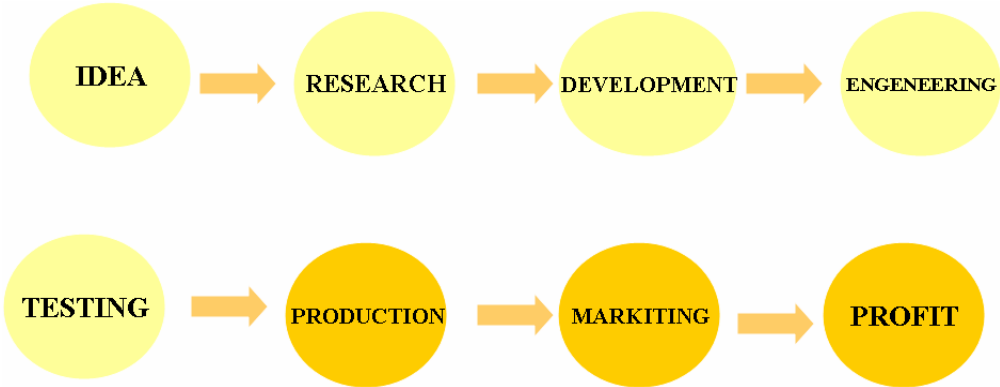 IDEA
RESEARCH
DEVELOPMENT
ENGENEERING
TESTING
PRODUCTION
MARKITING
PROFIT